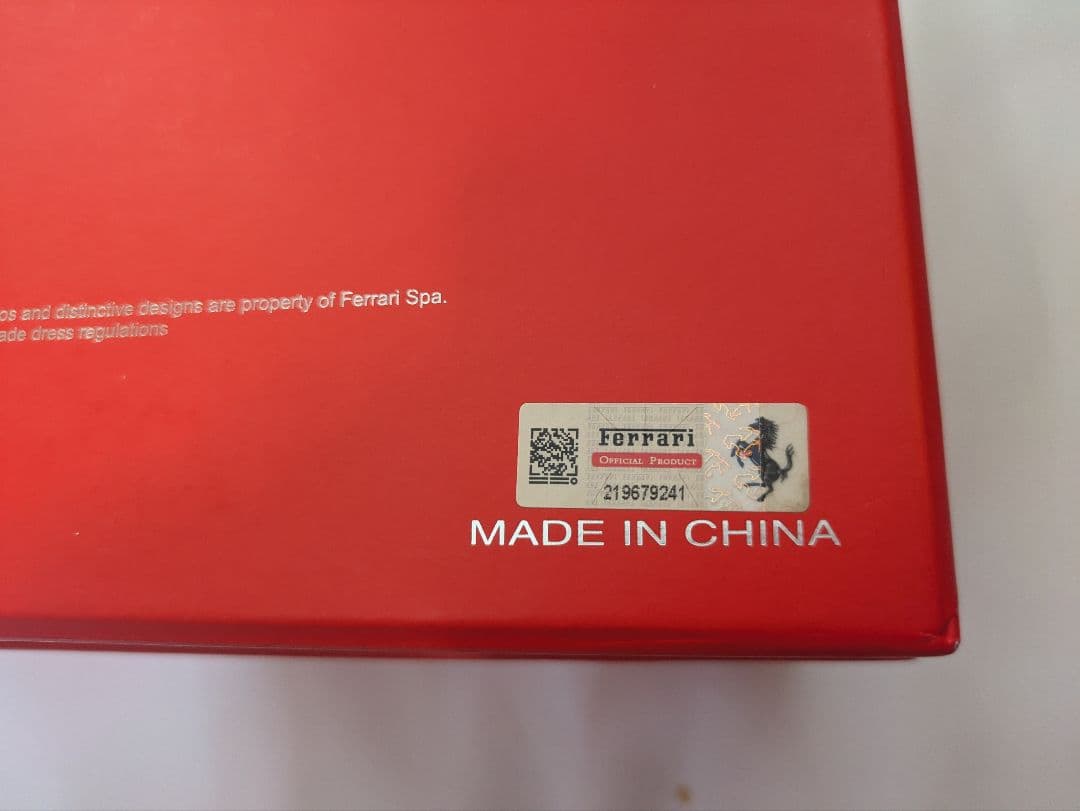 os and distinctive designs are property of Ferrari Spa.
ade dress regulations
Ferrari
OFFICIAL PRODUCT
219679241
MADE IN CHINA